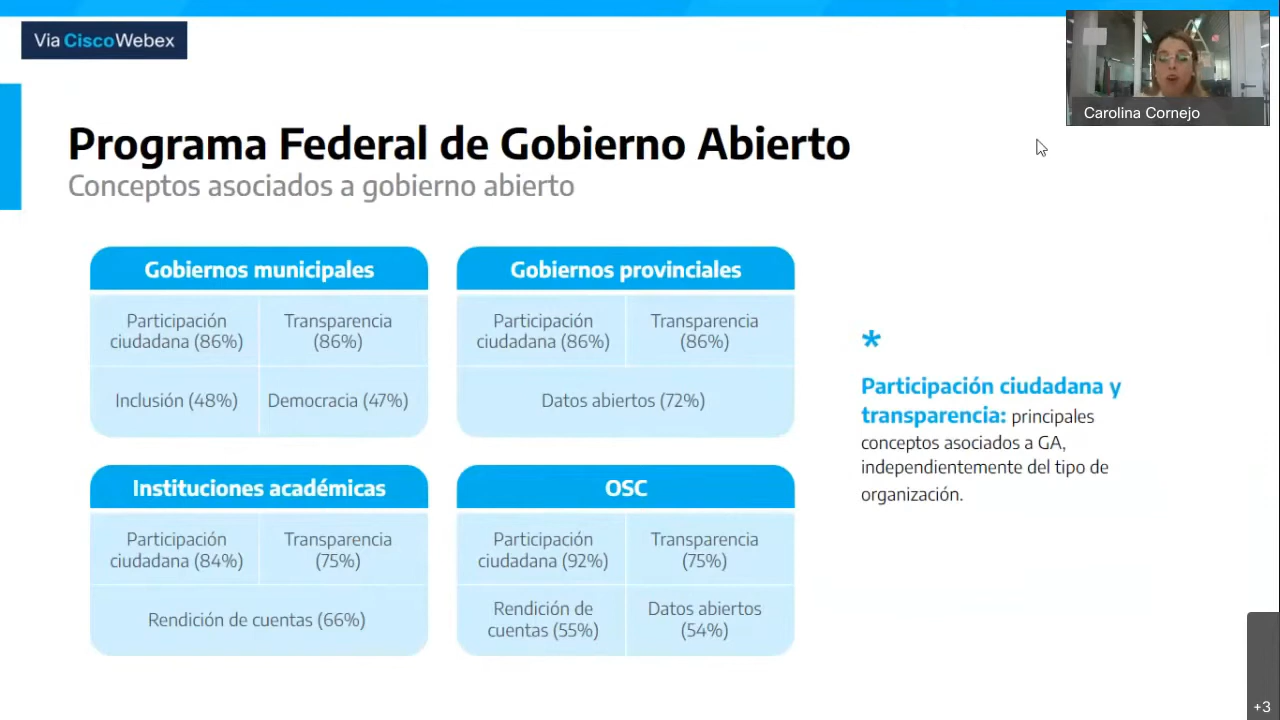 Via Cisco Webex
Carolina Cornejo
Programa Federal de Gobierno Abierto
Conceptos asociados a gobierno abierto
Gobiernos municipales
Participación
ciudadana (86%)
Transparencia
(86%)
Inclusión (48%)
Democracia (47%)
Gobiernos provinciales
Participación
ciudadana (86%)
Transparencia
(86%)
Datos abiertos (72%)
Instituciones académicas
Participación
ciudadana (84%)
Transparencia
(75%)
Rendición de cuentas (66%)
OSC
Participación
ciudadana (92%)
Transparencia
(75%)
Rendición de
cuentas (55%)
Datos abiertos
(54%)
*
Participación ciudadana y
transparencia: principales
conceptos asociados a GA,
independientemente del tipo de
organización.
+3